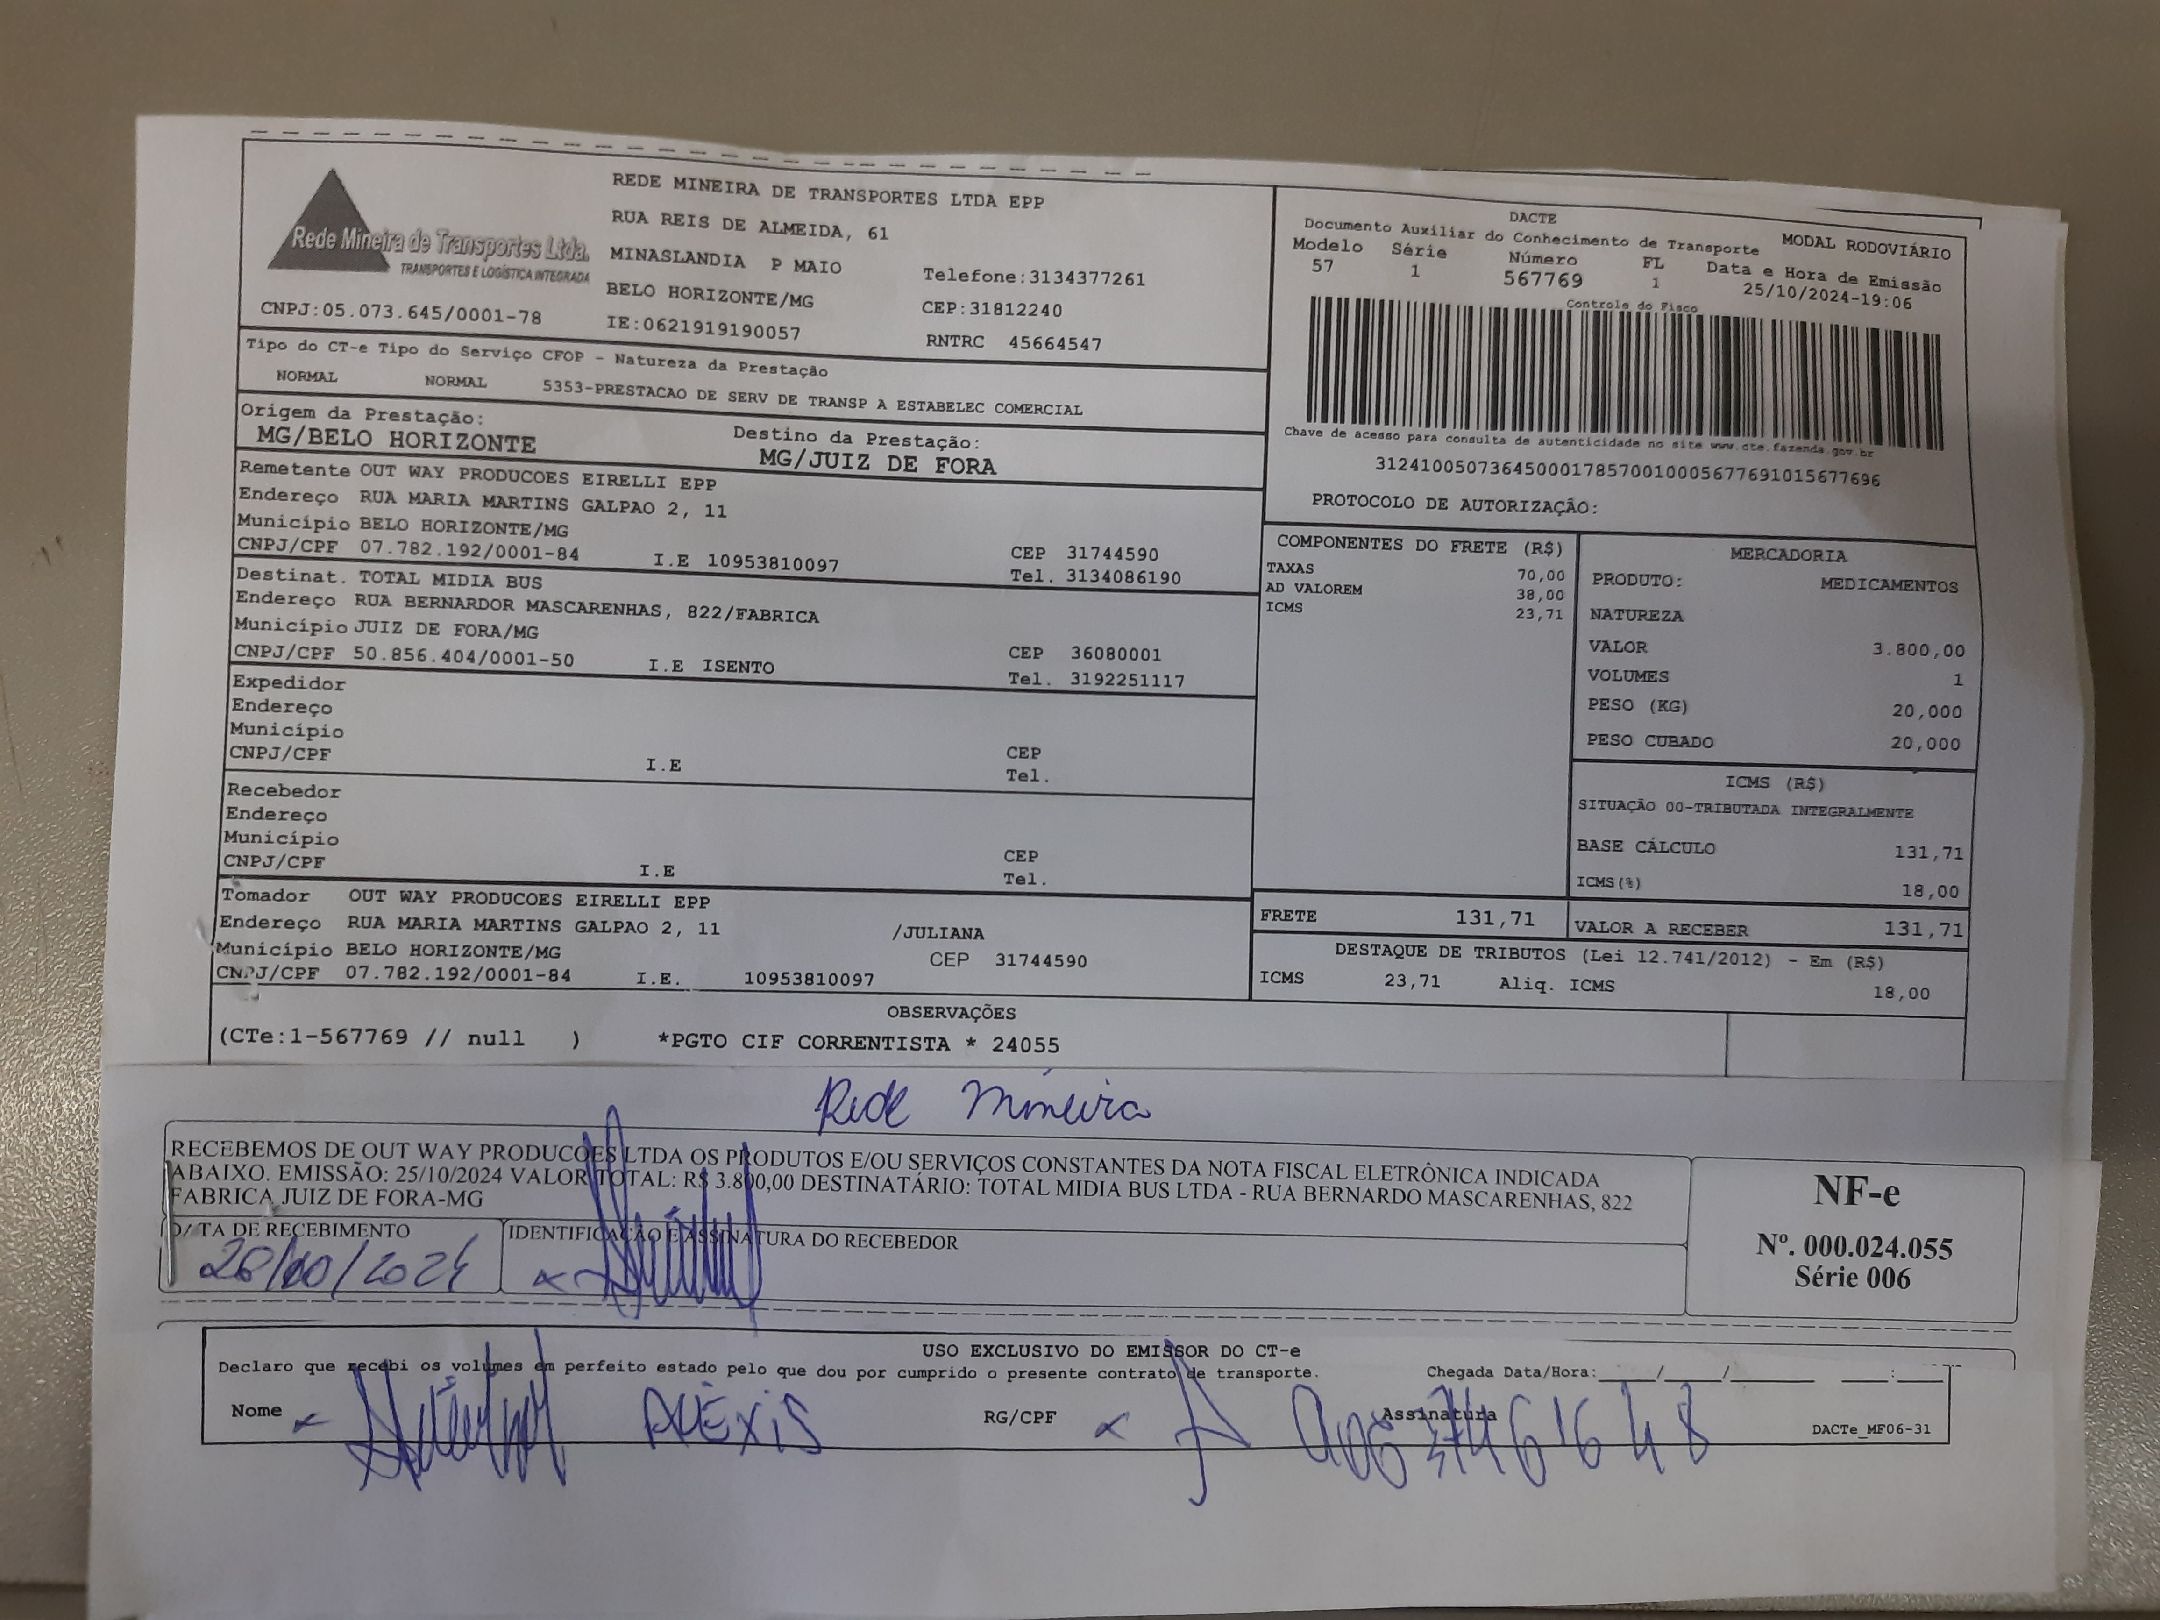 Rede Mineira de Transportes Ltda.
TRANSPORTES E LOGÍSTICA INTEGRADA
CNPJ:05.073.645/0001-78
REDE MINEIRA DE TRANSPORTES LTDA EPP
RUA REIS DE ALMEIDA, 61
MINASLANDIA P MAIO
Telefone:3134377261
BELO HORIZONTE/MG
CEP:31812240
IE:0621919190057
RNTRC 45664547
DACTE
Documento Auxiliar do Conhecimento de Transporte
MODAL RODOVIÁRIO
Modelo Série Número FL Data e Hora de Emissão
57 1 567769 1 25/10/2024-19:06
Controle do Fisco
Chave de acesso para consulta de autenticidade no site www.cte.fazenda.gov.br
31241005073645000178570010005677691015677696
PROTOCOLO DE AUTORIZAÇÃO:
Tipo do CT-e Tipo do Serviço CFOP - Natureza da Prestação
NORMAL NORMAL 5353-PRESTACAO DE SERV DE TRANSP A ESTABELEC COMERCIAL
Origem da Prestação: Destino da Prestação:
MG/BELO HORIZONTE MG/JUIZ DE FORA
Remetente OUT WAY PRODUCOES EIRELLI EPP
Endereço RUA MARIA MARTINS GALPAO 2, 11
Município BELO HORIZONTE/MG CEP 31744590
CNPJ/CPF 07.782.192/0001-84 I.E 10953810097 Tel. 3134086190
Destinat. TOTAL MIDIA BUS
Endereço RUA BERNARDOR MASCARENHAS, 822/FABRICA
Município JUIZ DE FORA/MG CEP 36080001
CNPJ/CPF 50.856.404/0001-50 I.E ISENTO Tel. 3192251117
Expedidor
Endereço
Município CEP
CNPJ/CPF I.E Tel.
Recebedor
Endereço
Município CEP
CNPJ/CPF I.E Tel.
Tomador OUT WAY PRODUCOES EIRELLI EPP
Endereço RUA MARIA MARTINS GALPAO 2, 11 /JULIANA
Município BELO HORIZONTE/MG CEP 31744590
CNPJ/CPF 07.782.192/0001-84 I.E. 10953810097
COMPONENTES DO FRETE (R$)
TAXAS 70,00
AD VALOREM 38,00
ICMS 23,71
MERCADORIA
PRODUTO: MEDICAMENTOS
NATUREZA
VALOR 3.800,00
VOLUMES 1
PESO (KG) 20,000
PESO CUBADO 20,000
ICMS (R$)
SITUAÇÃO 00-TRIBUTADA INTEGRALMENTE
BASE CÁLCULO 131,71
ICMS(%) 18,00
FRETE 131,71 VALOR A RECEBER 131,71
DESTAQUE DE TRIBUTOS (Lei 12.741/2012) - Em (R$)
ICMS 23,71 Aliq. ICMS 18,00
OBSERVAÇÕES
(CTe:1-567769 // null ) *PGTO CIF CORRENTISTA * 24055
Rede Mineira
RECEBEMOS DE OUT WAY PRODUCOES LTDA OS PRODUTOS E/OU SERVIÇOS CONSTANTES DA NOTA FISCAL ELETRÔNICA INDICADA
ABAIXO. EMISSÃO: 25/10/2024 VALOR TOTAL: R$ 3.800,00 DESTINATÁRIO: TOTAL MIDIA BUS LTDA - RUA BERNARDO MASCARENHAS, 822
FABRICA JUIZ DE FORA-MG
DATA DE RECEBIMENTO IDENTIFICAÇÃO E ASSINATURA DO RECEBEDOR
28/10/2024
NF-e
Nº. 000.024.055
Série 006
USO EXCLUSIVO DO EMISSOR DO CT-e
Declaro que recebi os volumes em perfeito estado pelo que dou por cumprido o presente contrato de transporte. Chegada Data/Hora:____/____/______ ___:___
Nome ALÉXIS RG/CPF Assinatura DACTe_MF06-31